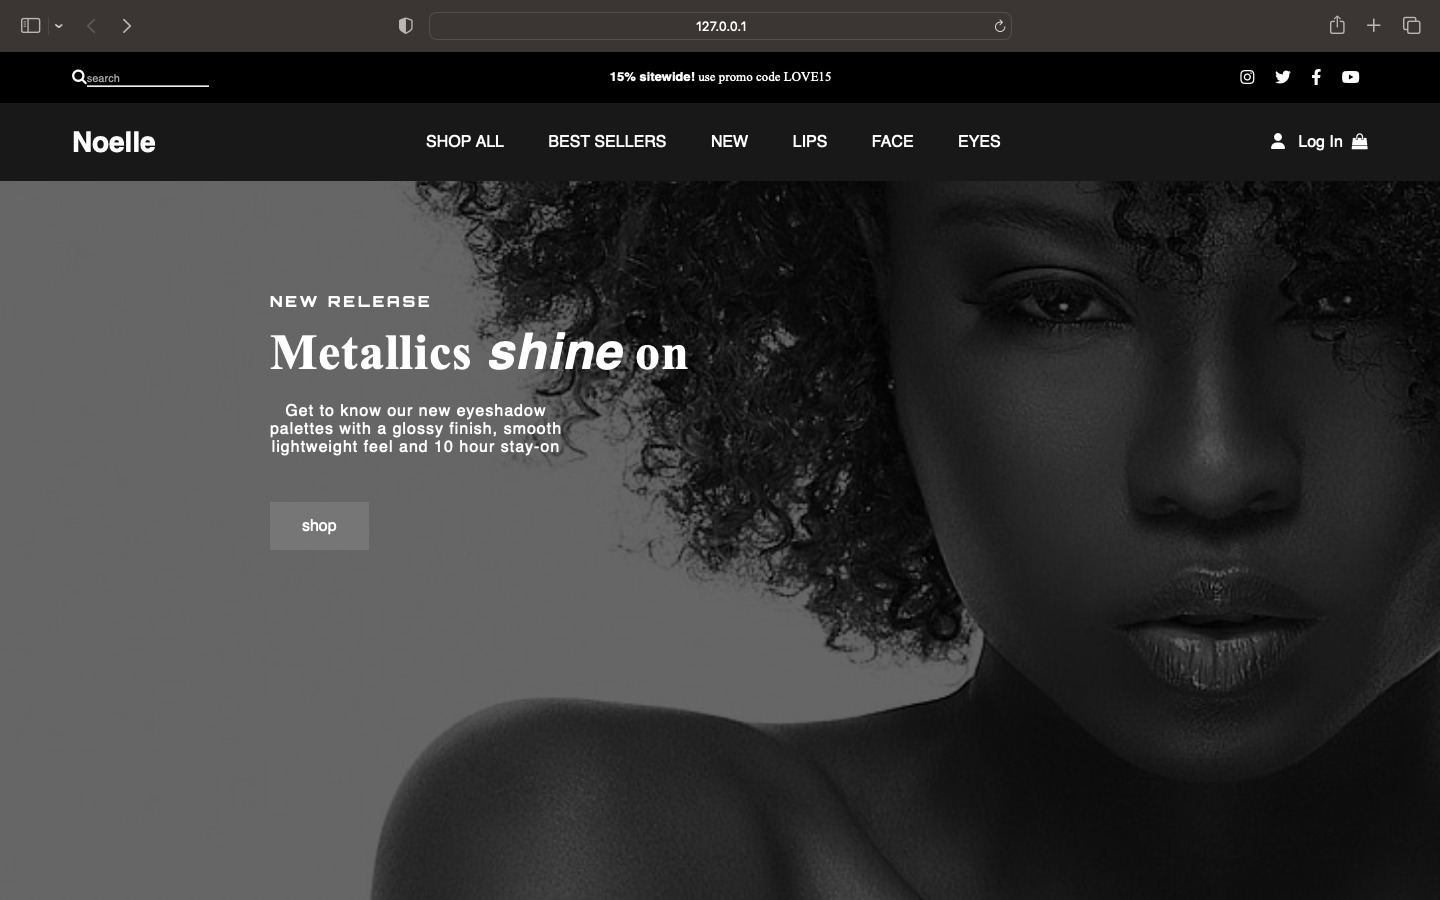 127.0.0.1
search
15% sitewide! use promo code LOVE15
Noelle
SHOP ALL BEST SELLERS NEW LIPS FACE EYES
Log In
NEW RELEASE
Metallics shine on
Get to know our new eyeshadow
palettes with a glossy finish, smooth
lightweight feel and 10 hour stay-on
shop